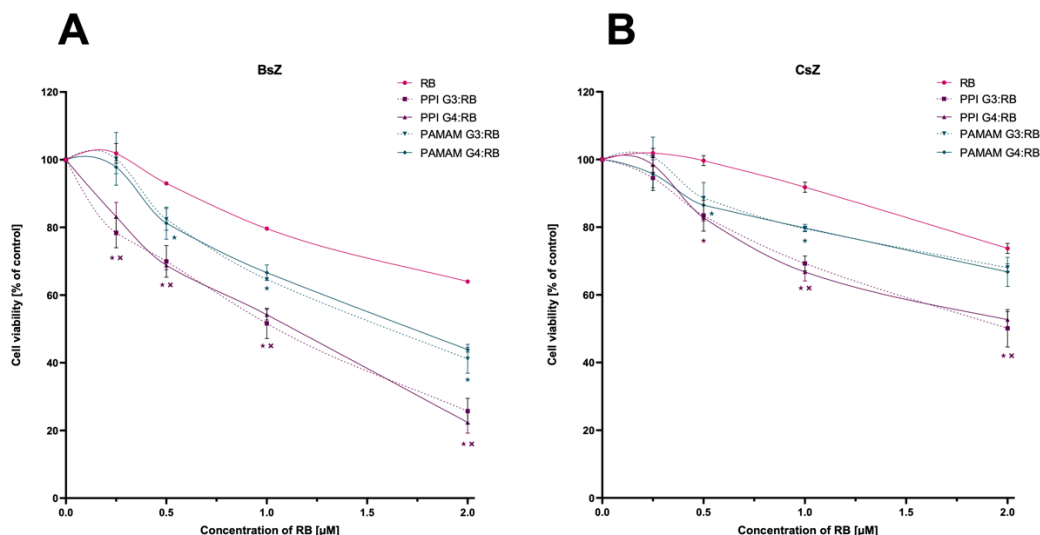 A
BsZ
RB
PPI G3:RB
PPI G4:RB
PAMAM G3:RB
PAMAM G4:RB
120
100
80
60
40
20
0
Cell viability [% of control]
0.0
0.5
1.0
1.5
2.0
Concentration of RB [µM]
B
CsZ
RB
PPI G3:RB
PPI G4:RB
PAMAM G3:RB
PAMAM G4:RB
120
100
80
60
40
20
0
Cell viability [% of control]
0.0
0.5
1.0
1.5
2.0
Concentration of RB [µM]